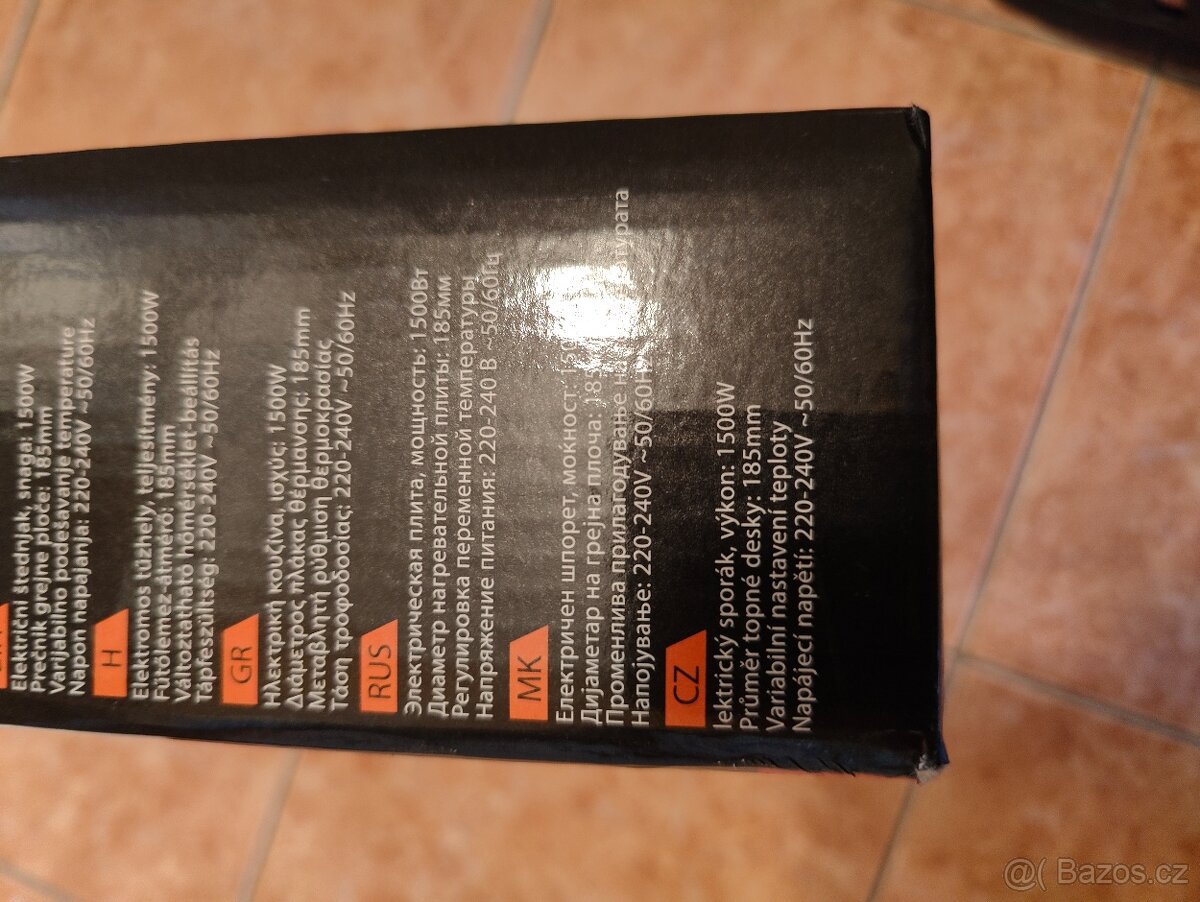 Električni štednjak, snage: 1500W
Prečnik grejne ploče: 185mm
Varijabilno podešavanje temperature
Napon napajanja: 220-240V ~50/60Hz
H
Elektromos tűzhely, teljesítmény: 1500W
Fűtőlemez átmérő: 185mm
Változtatható hőmérséklet-beállítás
Tápfeszültség: 220-240V ~50/60Hz
GR
Ηλεκτρική κουζίνα, ισχύς: 1500W
Διάμετρος πλάκας θέρμανσης: 185mm
Μεταβλητή ρύθμιση θερμοκρασίας
Τάση τροφοδοσίας: 220-240V ~50/60Hz
RUS
Электрическая плита, мощность: 1500Вт
Диаметр нагревательной плиты: 185мм
Регулировка переменной температуры
Напряжение питания: 220-240 В ~50/60Гц
MK
Електричен шпорет, моќност:
Дијаметар на грејна плоча:
Променлива прилагодување на
Напојување: 220-240V ~50/60Hz
CZ
lektrický sporák, výkon: 1500W
Průměr topné desky: 185mm
Variabilní nastavení teploty
Napájecí napětí: 220-240V ~50/60Hz
@( Bazos.cz